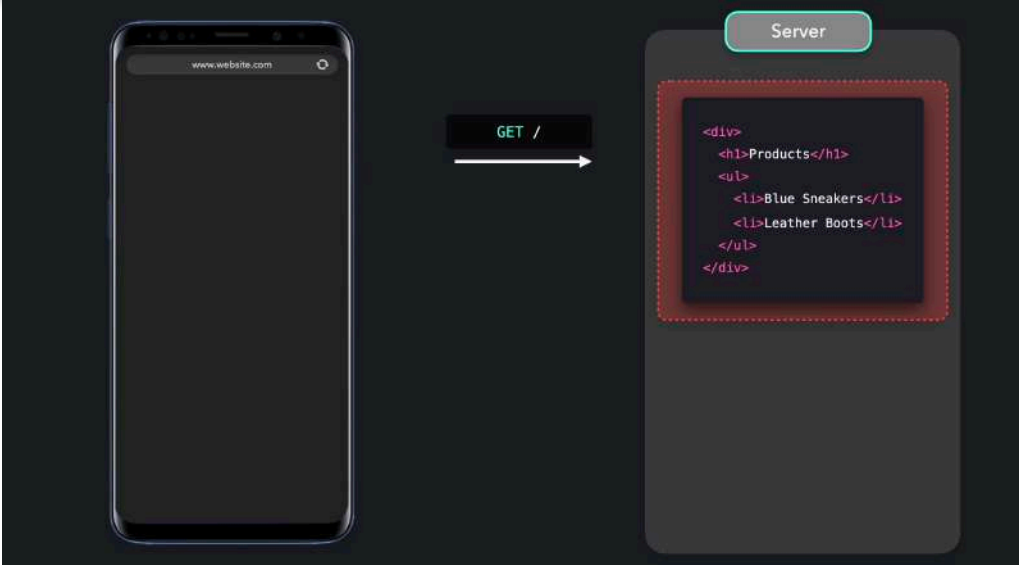 www.website.com
GET /
Server
<div>
<h1>Products</h1>
<ul>
<li>Blue Sneakers</li>
<li>Leather Boots</li>
</ul>
</div>